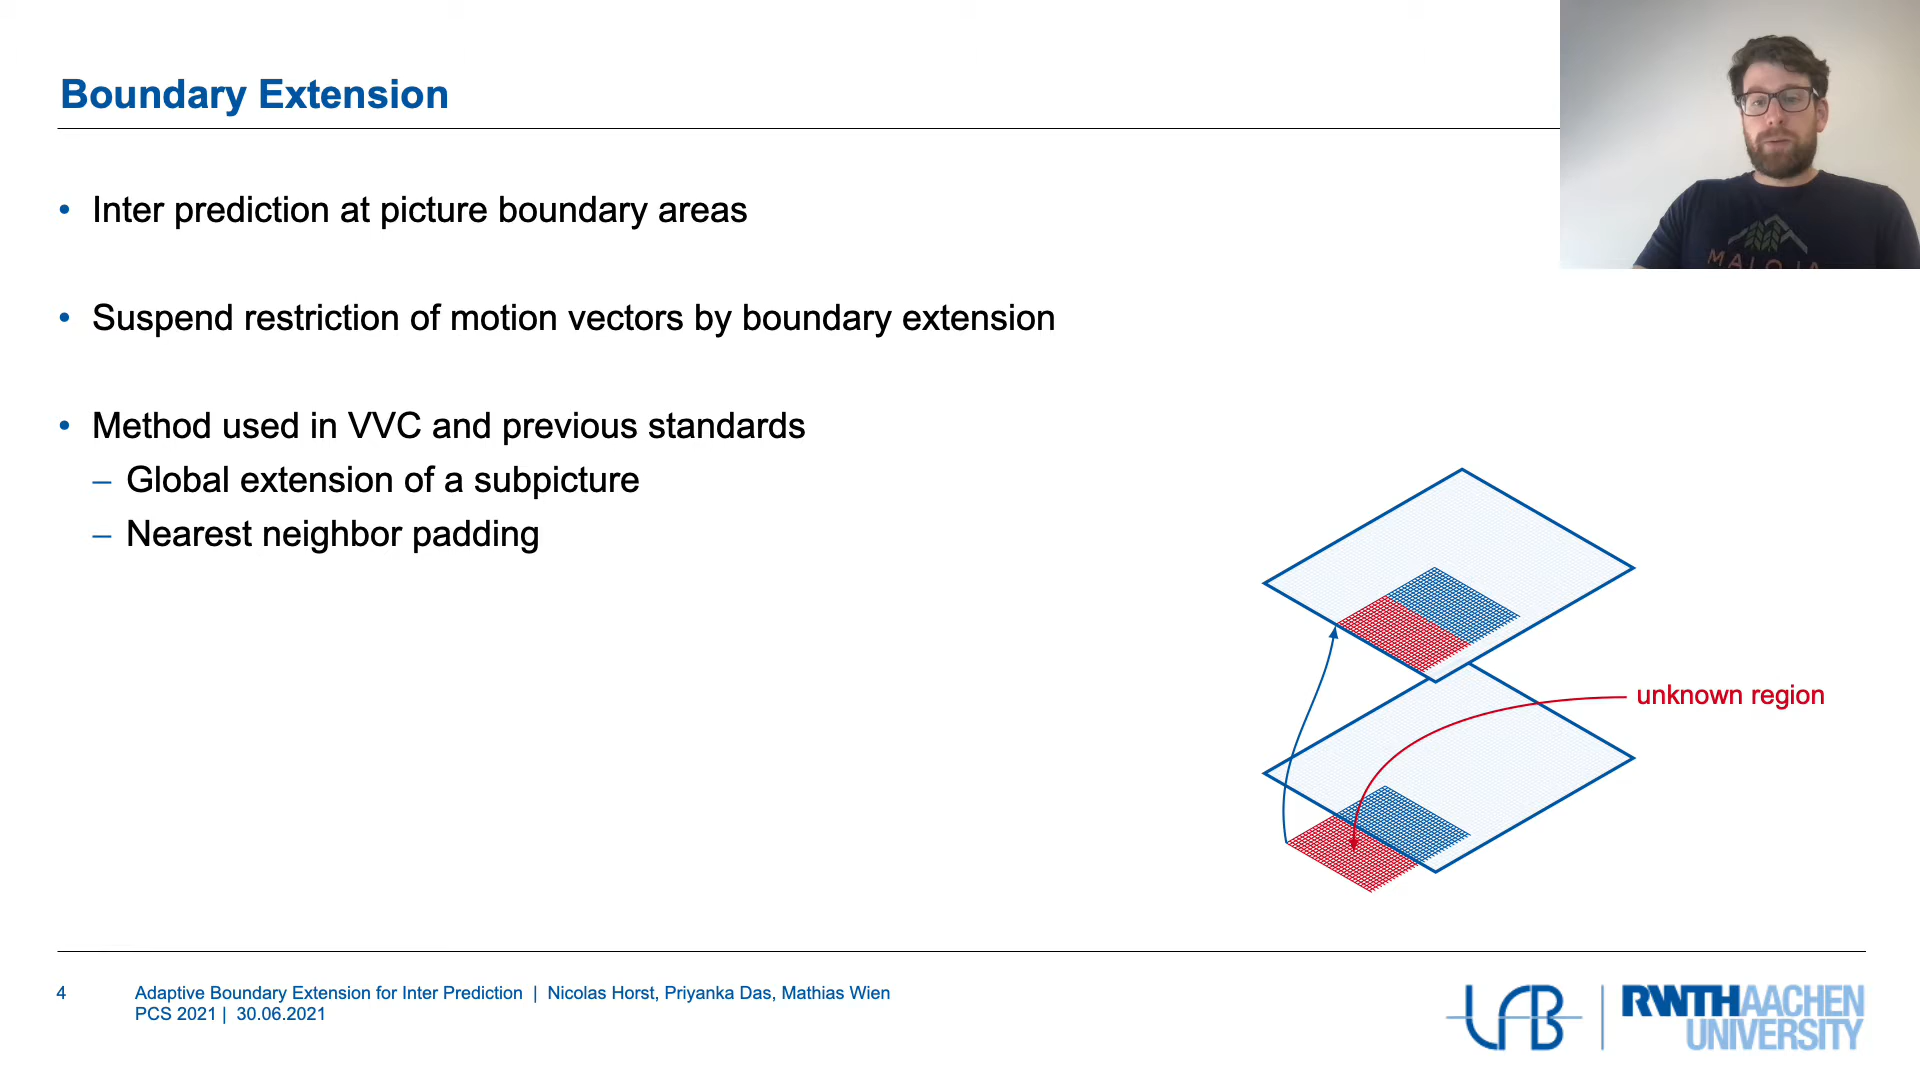 Boundary Extension
• Inter prediction at picture boundary areas
• Suspend restriction of motion vectors by boundary extension
• Method used in VVC and previous standards
– Global extension of a subpicture
– Nearest neighbor padding
unknown region
4
Adaptive Boundary Extension for Inter Prediction | Nicolas Horst, Priyanka Das, Mathias Wien
PCS 2021 | 30.06.2021
RWTHAACHEN
UNIVERSITY